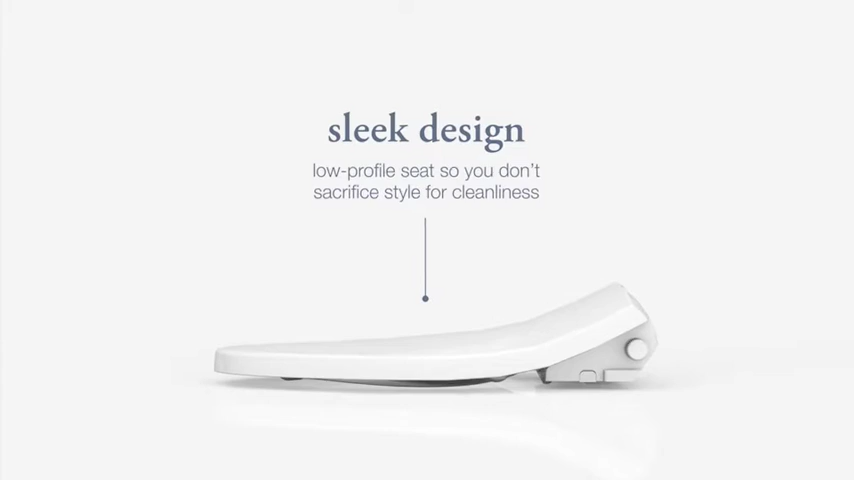 sleek design
low-profile seat so you don't
sacrifice style for cleanliness